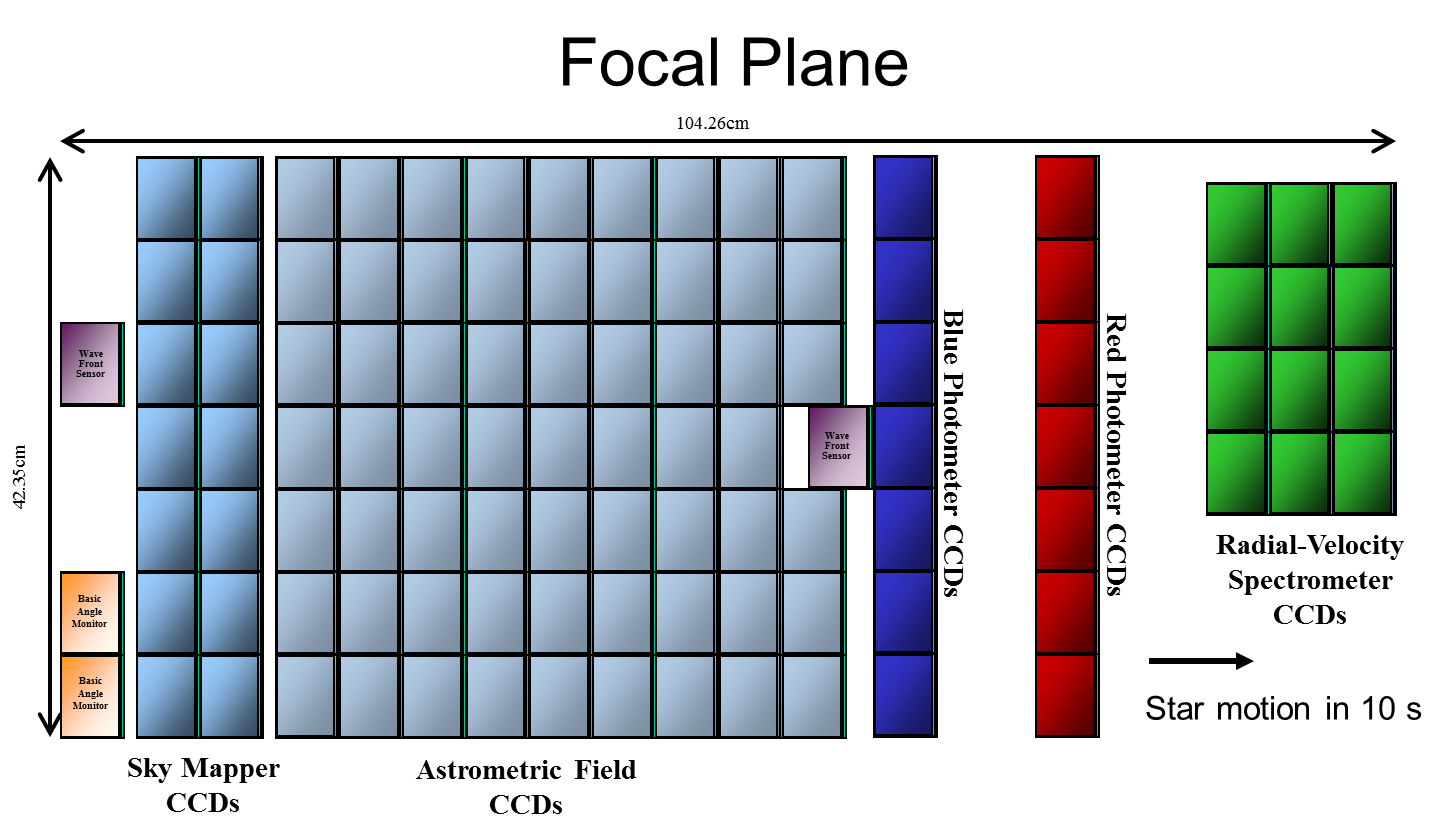 Focal Plane
104.26cm
42.35cm
Wave
Front
Sensor
Wave
Front
Sensor
Basic
Angle
Monitor
Basic
Angle
Monitor
Blue Photometer CCDs
Red Photometer CCDs
Radial-Velocity
Spectrometer
CCDs
Star motion in 10 s
Sky Mapper
CCDs
Astrometric Field
CCDs